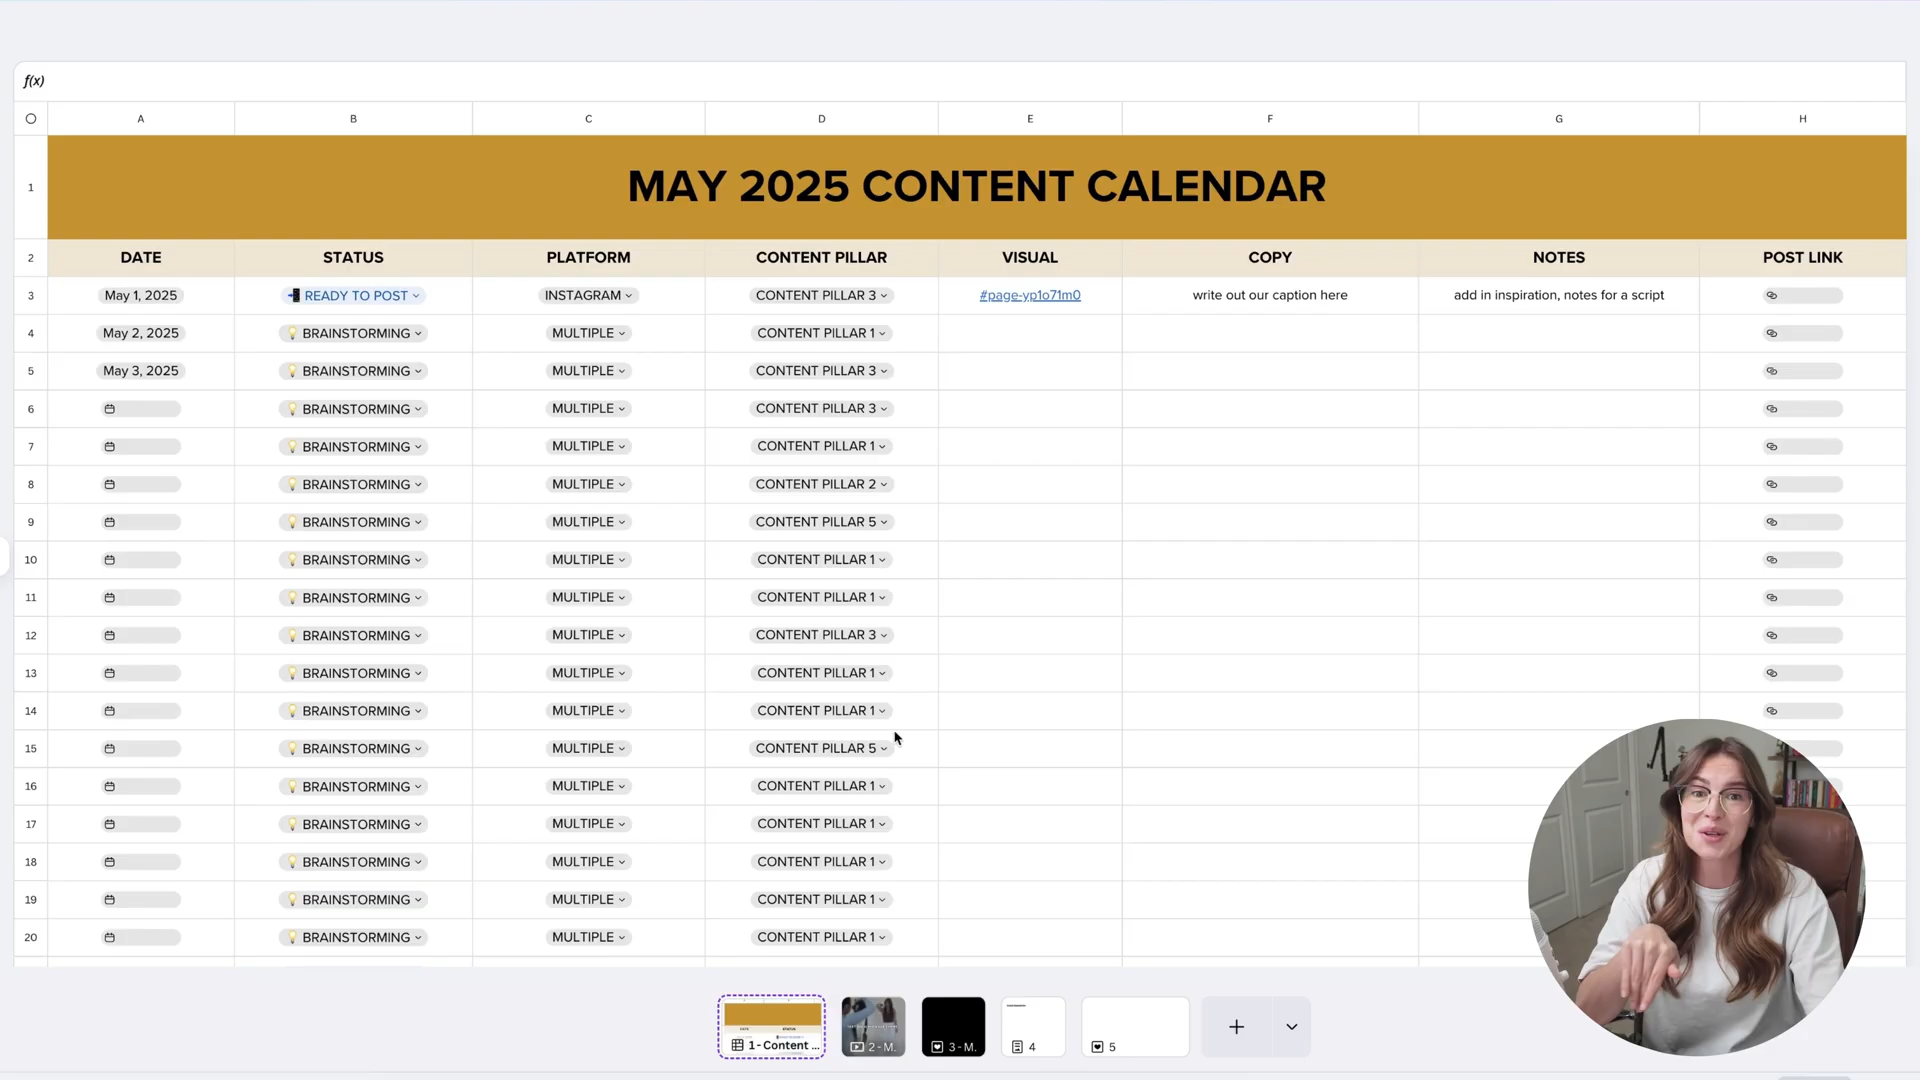 f(x)
A B C D E F G H
1 MAY 2025 CONTENT CALENDAR
2 DATE STATUS PLATFORM CONTENT PILLAR VISUAL COPY NOTES POST LINK
3 May 1, 2025 READY TO POST INSTAGRAM CONTENT PILLAR 3 #page-yp1o71m0 write out our caption here add in inspiration, notes for a script
4 May 2, 2025 BRAINSTORMING MULTIPLE CONTENT PILLAR 1
5 May 3, 2025 BRAINSTORMING MULTIPLE CONTENT PILLAR 3
6 BRAINSTORMING MULTIPLE CONTENT PILLAR 3
7 BRAINSTORMING MULTIPLE CONTENT PILLAR 1
8 BRAINSTORMING MULTIPLE CONTENT PILLAR 2
9 BRAINSTORMING MULTIPLE CONTENT PILLAR 5
10 BRAINSTORMING MULTIPLE CONTENT PILLAR 1
11 BRAINSTORMING MULTIPLE CONTENT PILLAR 1
12 BRAINSTORMING MULTIPLE CONTENT PILLAR 3
13 BRAINSTORMING MULTIPLE CONTENT PILLAR 1
14 BRAINSTORMING MULTIPLE CONTENT PILLAR 1
15 BRAINSTORMING MULTIPLE CONTENT PILLAR 5
16 BRAINSTORMING MULTIPLE CONTENT PILLAR 1
17 BRAINSTORMING MULTIPLE CONTENT PILLAR 1
18 BRAINSTORMING MULTIPLE CONTENT PILLAR 1
19 BRAINSTORMING MULTIPLE CONTENT PILLAR 1
20 BRAINSTORMING MULTIPLE CONTENT PILLAR 1
1 - Content ... 2 - M. 3 - M. 4 5